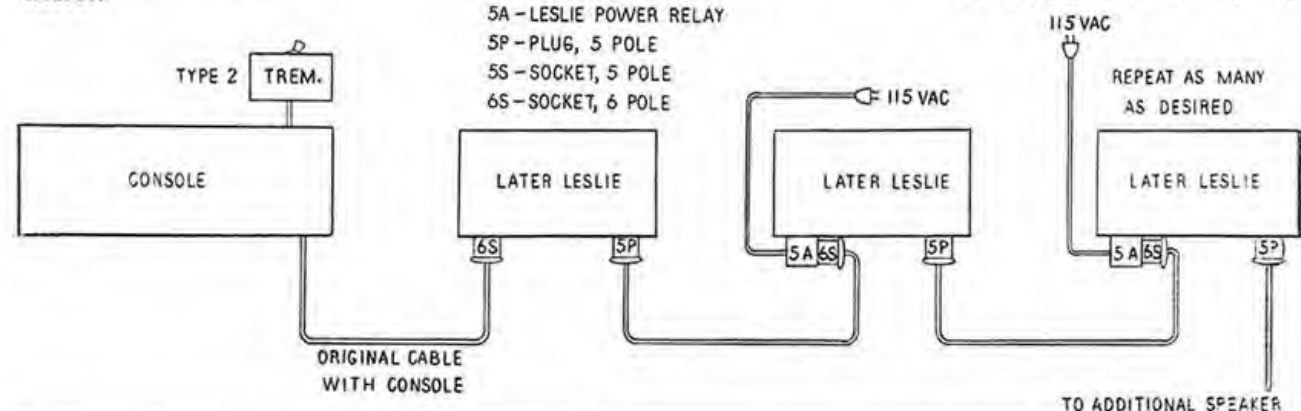 5A – LESLIE POWER RELAY
5P – PLUG, 5 POLE
5S – SOCKET, 5 POLE
6S – SOCKET, 6 POLE
TYPE 2
TREM.
115 VAC
115 VAC
REPEAT AS MANY
AS DESIRED
CONSOLE
LATER LESLIE
LATER LESLIE
LATER LESLIE
6S
5P
5A
6S
5P
5A
6S
5P
ORIGINAL CABLE
WITH CONSOLE
TO ADDITIONAL SPEAKER